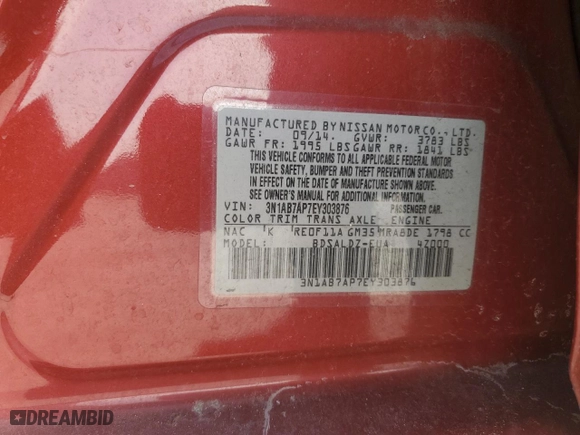 MANUFACTURED BY NISSAN MOTOR CO., LTD.
DATE: 09/14 GVWR: 3783 LBS
GAWR FR: 1995 LBS GAWR RR: 1841 LBS
THIS VEHICLE CONFORMS TO ALL APPLICABLE FEDERAL MOTOR
VEHICLE SAFETY, BUMPER AND THEFT PREVENTION STANDARDS
IN EFFECT ON THE DATE OF MANUFACTURE SHOWN ABOVE.
SEE OWNER'S MANUAL FOR ADDITIONAL INFORMATION.
VIN: 3N1AB7AP7EY303876 PASSENGER CAR.
COLOR TRIM TRANS AXLE ENGINE
NAC K RE0F11A GM35 MRA8DE 1798 CC
MODEL BDSALDZ-EUA 4Z000
3N1AB7AP7EY303876
DREAMBID